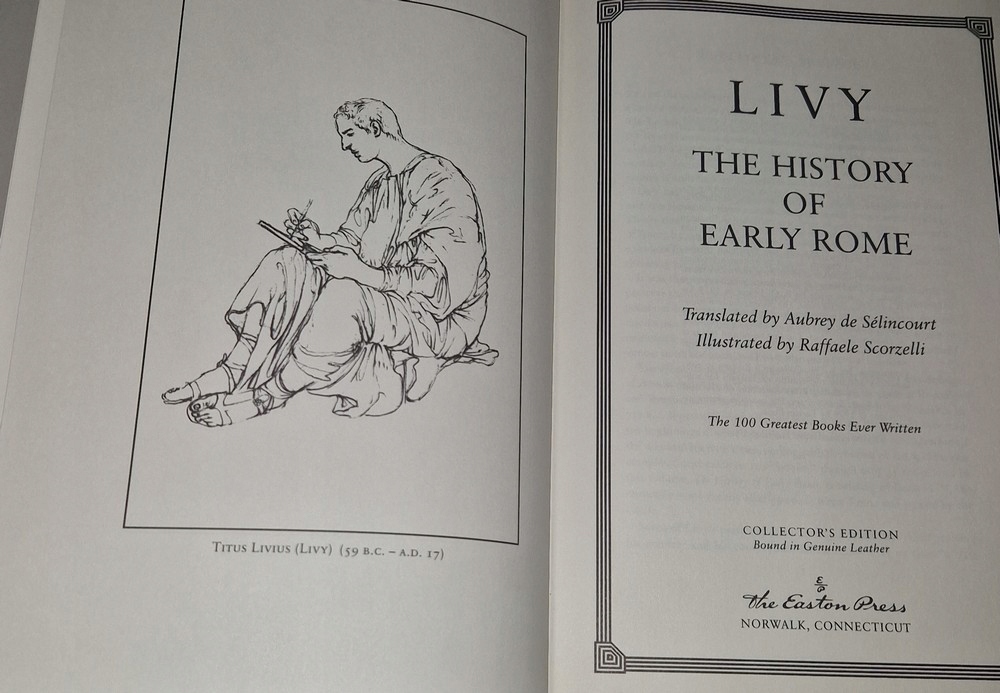 TITUS LIVIUS (LIVY) (59 B.C. – A.D. 17)
LIVY
THE HISTORY
OF
EARLY ROME
Translated by Aubrey de Sélincourt
Illustrated by Raffaele Scorzelli
The 100 Greatest Books Ever Written
COLLECTOR'S EDITION
Bound in Genuine Leather
E
P
The Easton Press
NORWALK, CONNECTICUT